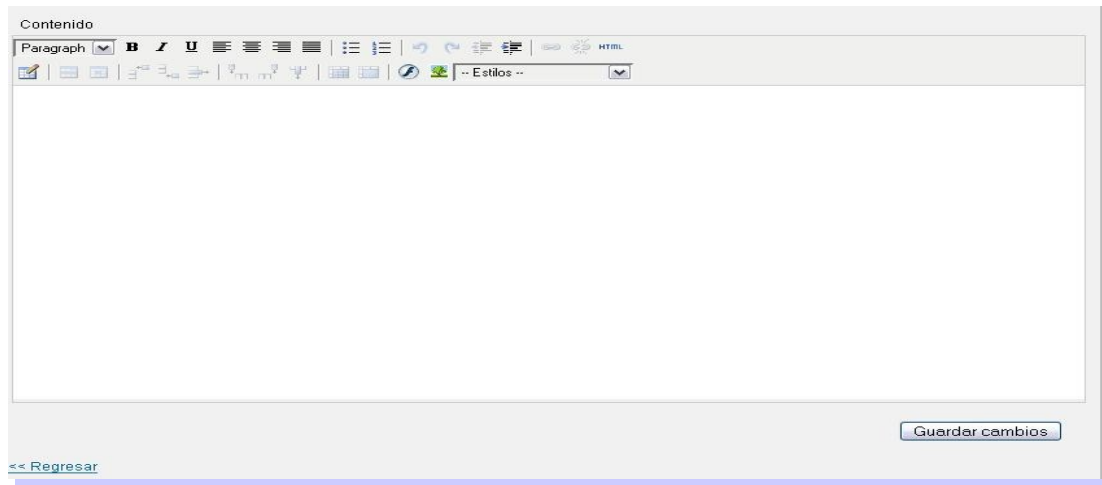 Contenido
Paragraph B I U HTML
-- Estilos --
Guardar cambios
<< Regresar